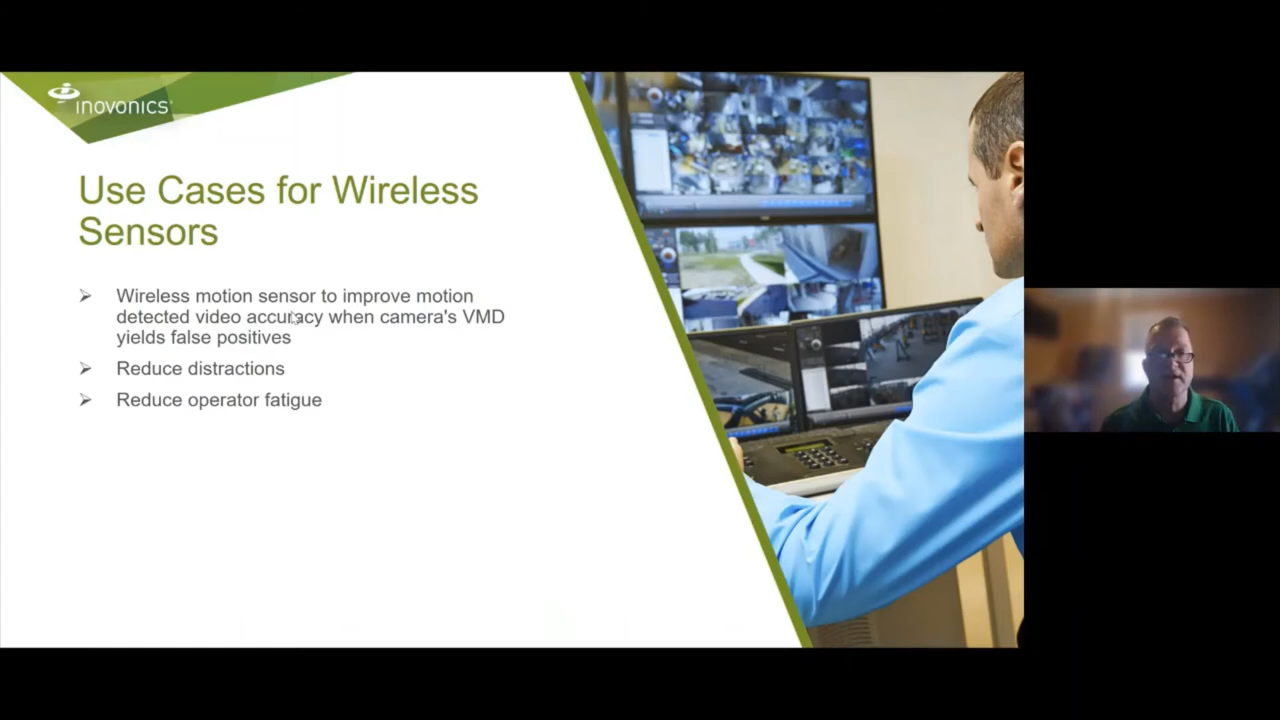 inovonics
Use Cases for Wireless
Sensors
Wireless motion sensor to improve motion
detected video accuracy when camera's VMD
yields false positives
Reduce distractions
Reduce operator fatigue